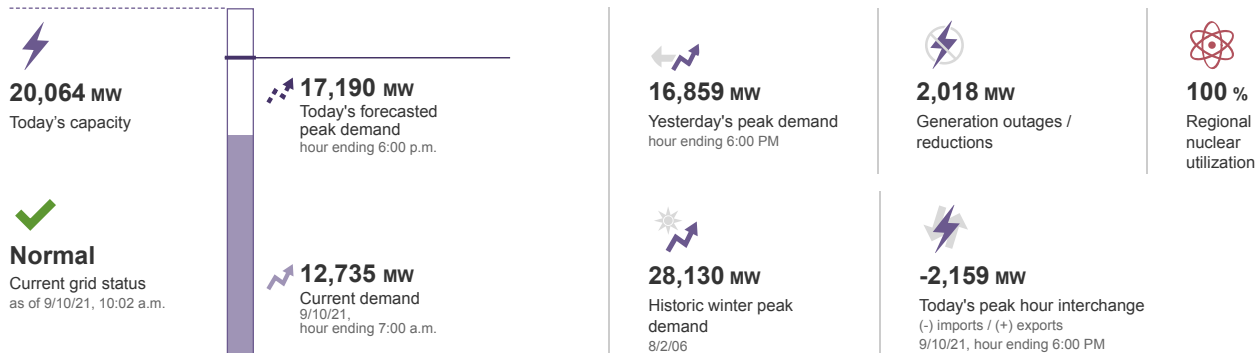 20,064 MW
Today's capacity
Normal
Current grid status
as of 9/10/21, 10:02 a.m.
17,190 MW
Today's forecasted
peak demand
hour ending 6:00 p.m.
12,735 MW
Current demand
9/10/21,
hour ending 7:00 a.m.
16,859 MW
Yesterday's peak demand
hour ending 6:00 PM
2,018 MW
Generation outages /
reductions
100 %
Regional
nuclear
utilization
28,130 MW
Historic winter peak
demand
8/2/06
-2,159 MW
Today's peak hour interchange
(-) imports / (+) exports
9/10/21, hour ending 6:00 PM